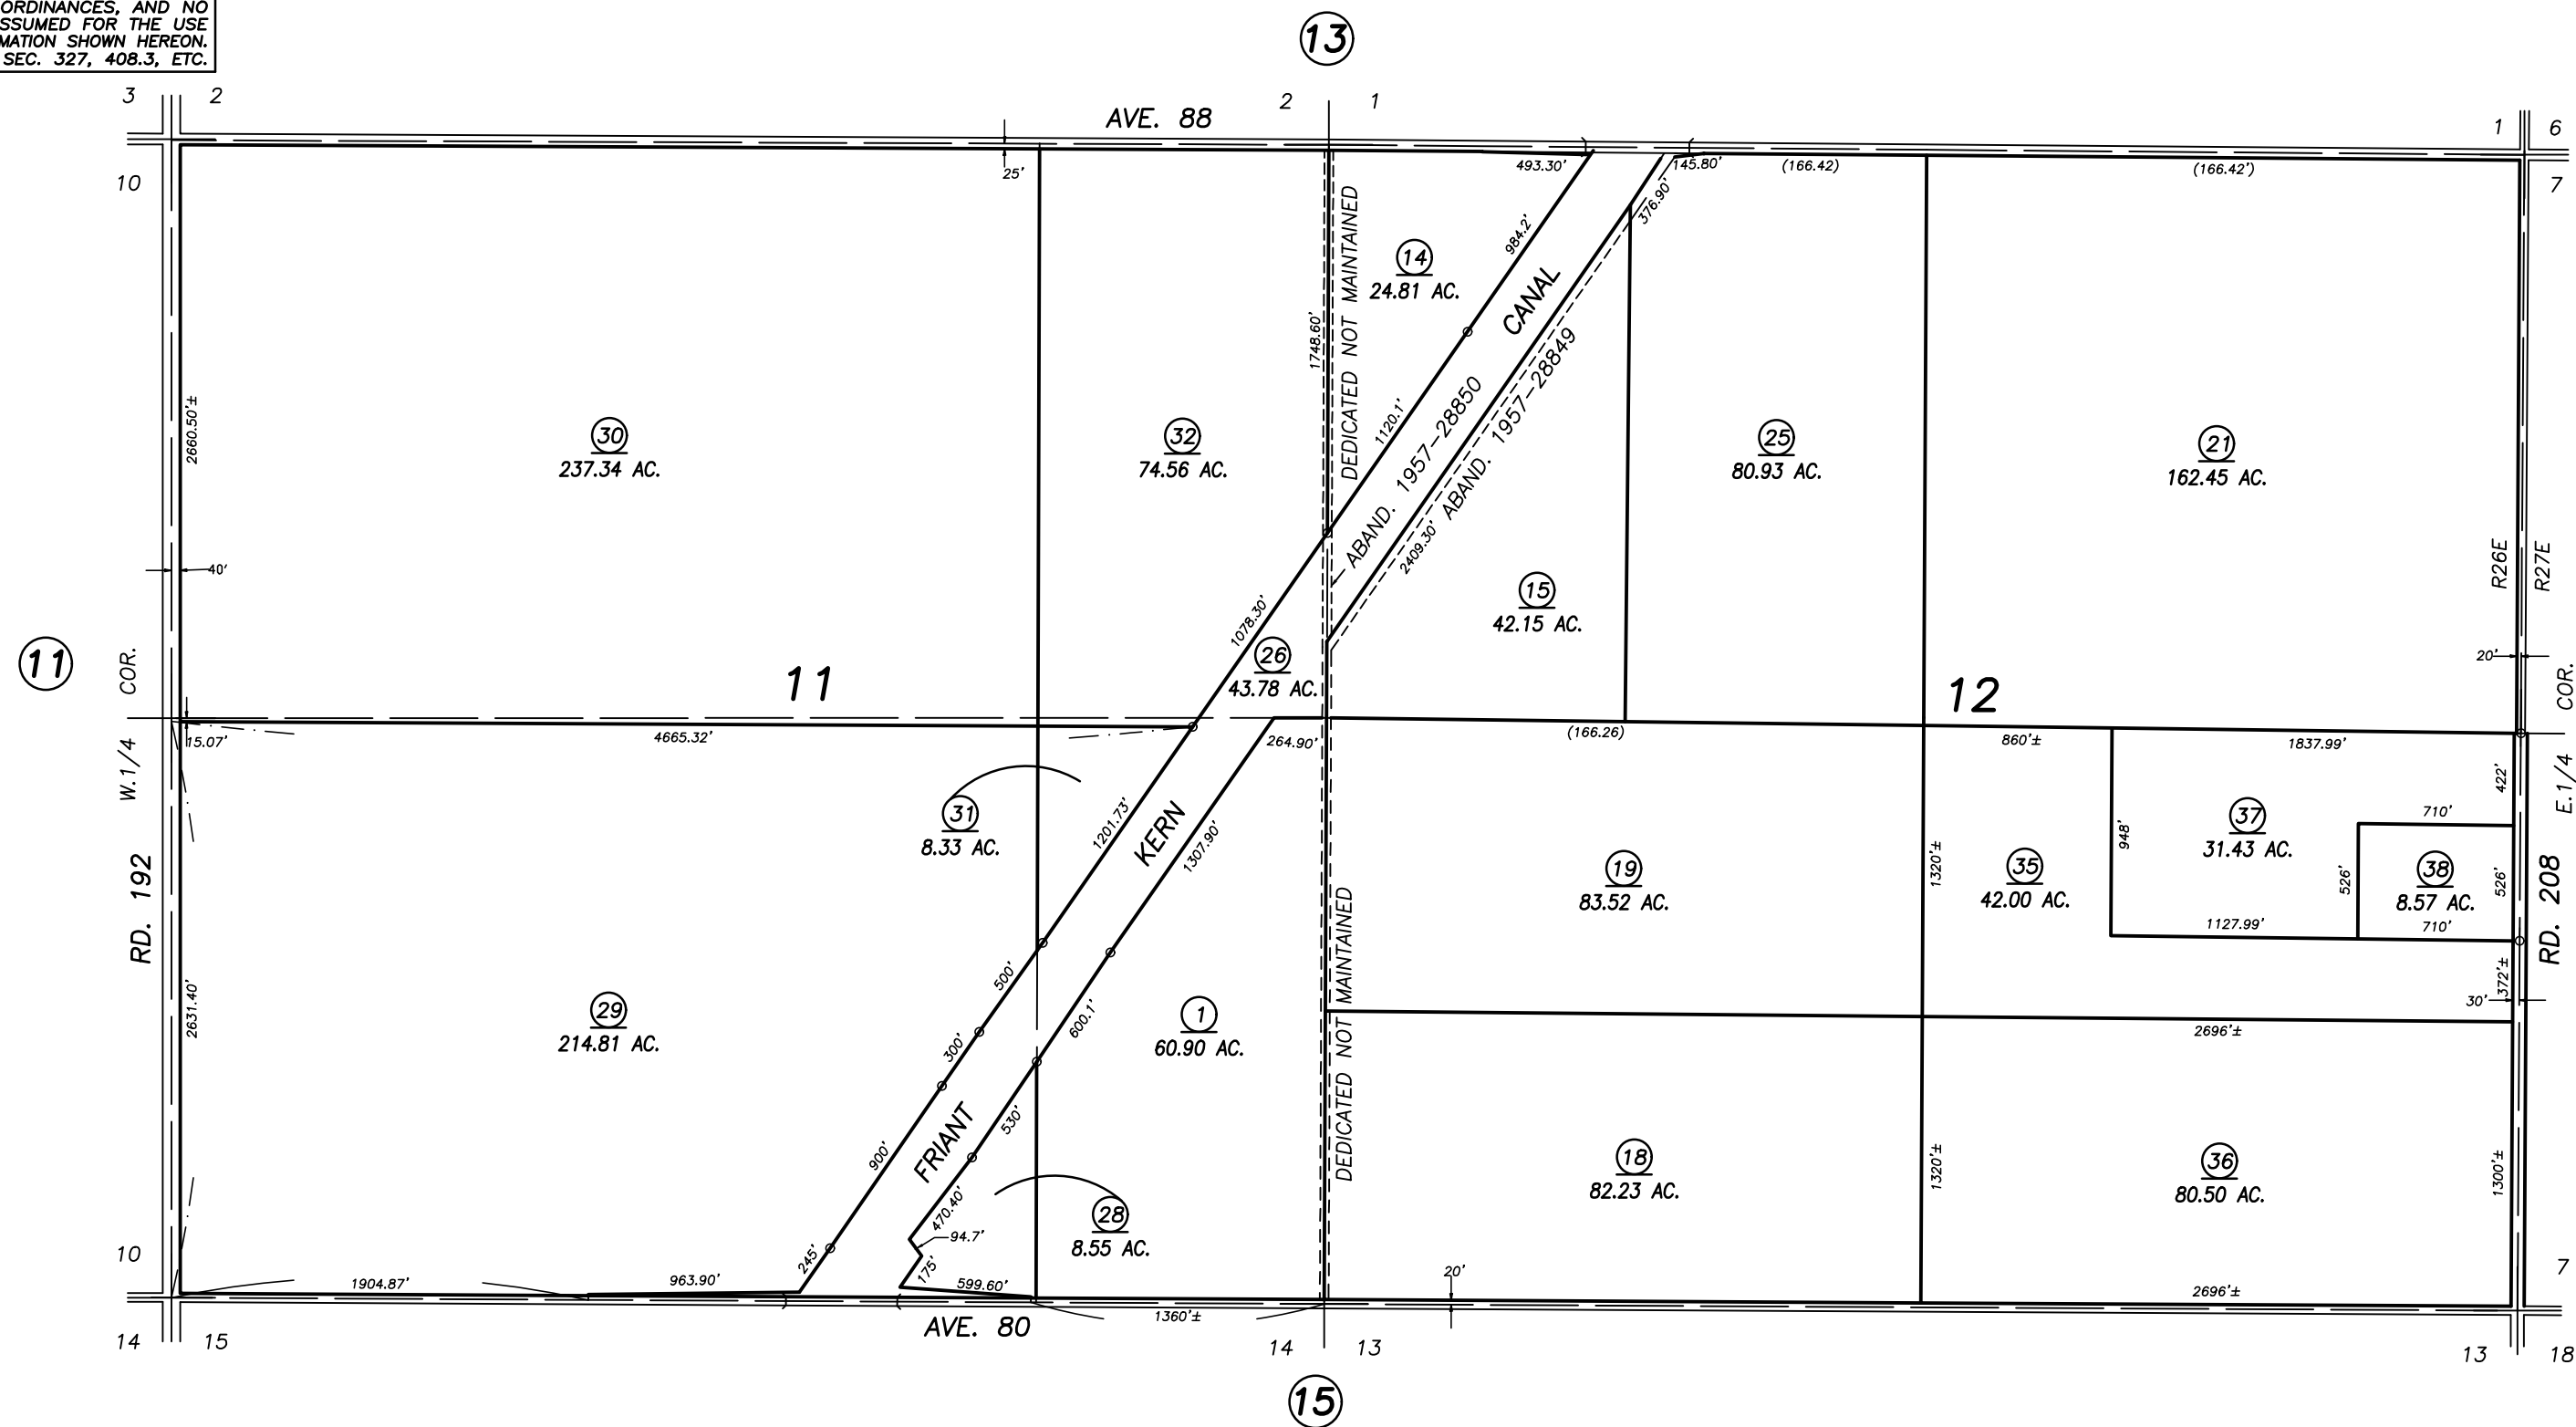 ORDINANCES, AND NO
SSUMED FOR THE USE
MATION SHOWN HEREON.
SEC. 327, 408.3, ETC.
13
3 2
2 1
1 6
AVE. 88
10
7
25'
493.30'
145.80'
(166.42)
(166.42')
376.90'
984.2'
DEDICATED NOT MAINTAINED
1748.60'
14
24.81 AC.
CANAL
1120.1'
ABAND. 1957-28850
ABAND. 1957-28849
2409.30'
2660.50'±
30
237.34 AC.
32
74.56 AC.
25
80.93 AC.
21
162.45 AC.
R26E
R27E
40'
15
42.15 AC.
1078.30'
26
43.78 AC.
20'
11
W.1/4 COR.
11
12
E.1/4 COR.
15.07'
4665.32'
264.90'
(166.26)
860'±
1837.99'
422'
31
8.33 AC.
1201.73'
KERN
1307.90'
710'
37
31.43 AC.
948'
526'
38
8.57 AC.
526'
19
83.52 AC.
1320'±
35
42.00 AC.
RD. 192
RD. 208
1127.99'
710'
DEDICATED NOT MAINTAINED
372'±
30'
500'
600.1'
2631.40'
29
214.81 AC.
300'
1
60.90 AC.
2696'±
530'
FRIANT
900'
18
82.23 AC.
1320'±
36
80.50 AC.
1300'±
470.40'
94.7'
28
8.55 AC.
10
7
245'
175'
1904.87'
963.90'
599.60'
20'
2696'±
1360'±
AVE. 80
14 15
14 13
13 18
15